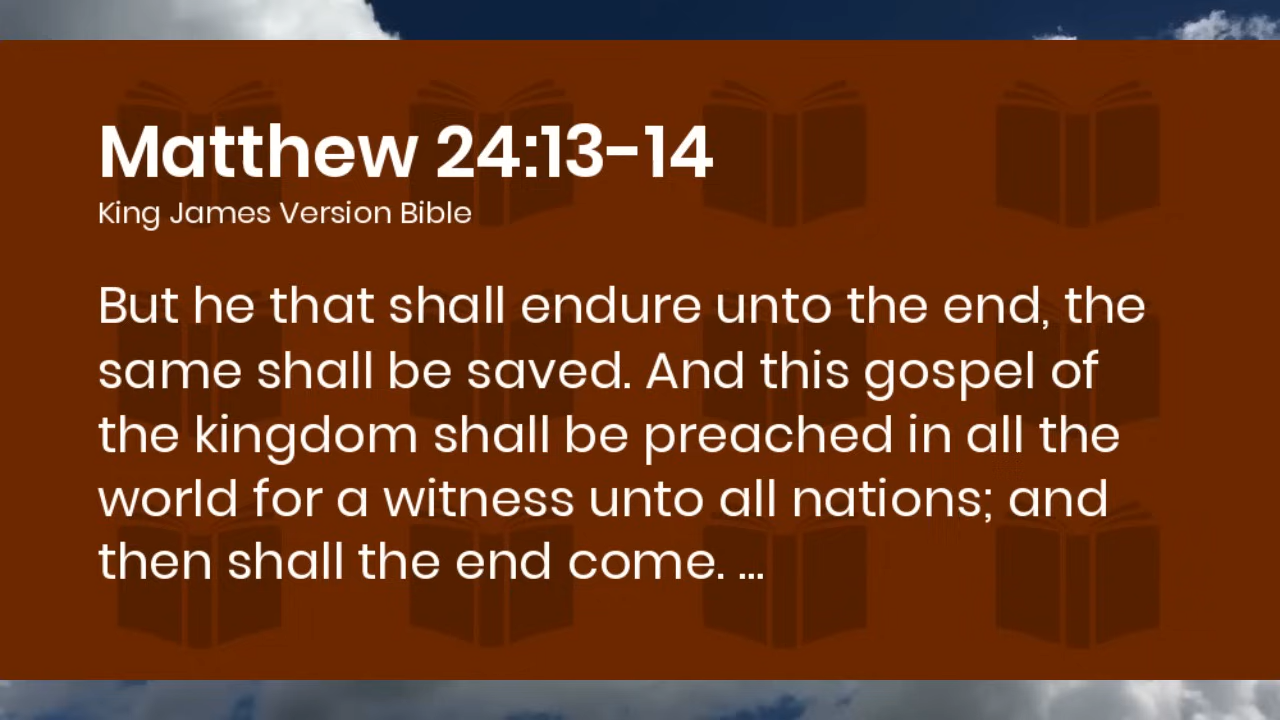 Matthew 24:13-14
King James Version Bible
But he that shall endure unto the end, the
same shall be saved. And this gospel of
the kingdom shall be preached in all the
world for a witness unto all nations; and
then shall the end come. ...